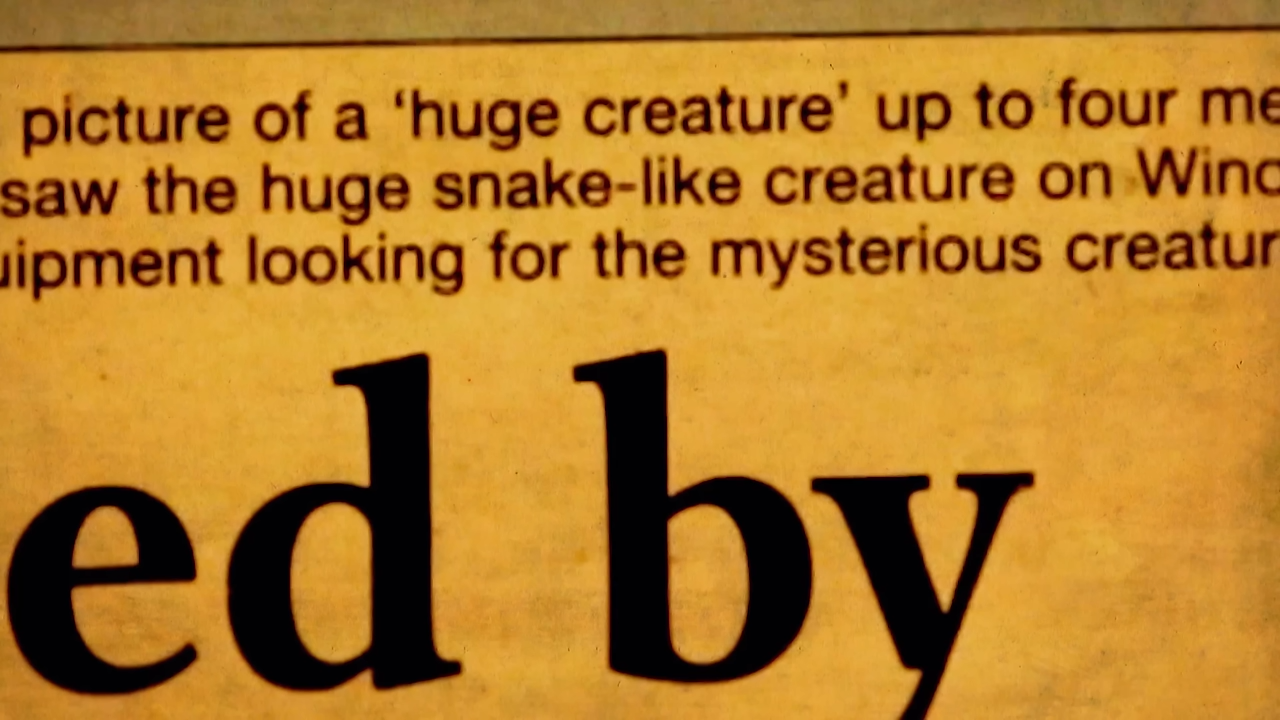 picture of a ‘huge creature’ up to four me
saw the huge snake-like creature on Wind
uipment looking for the mysterious creatur
ed by